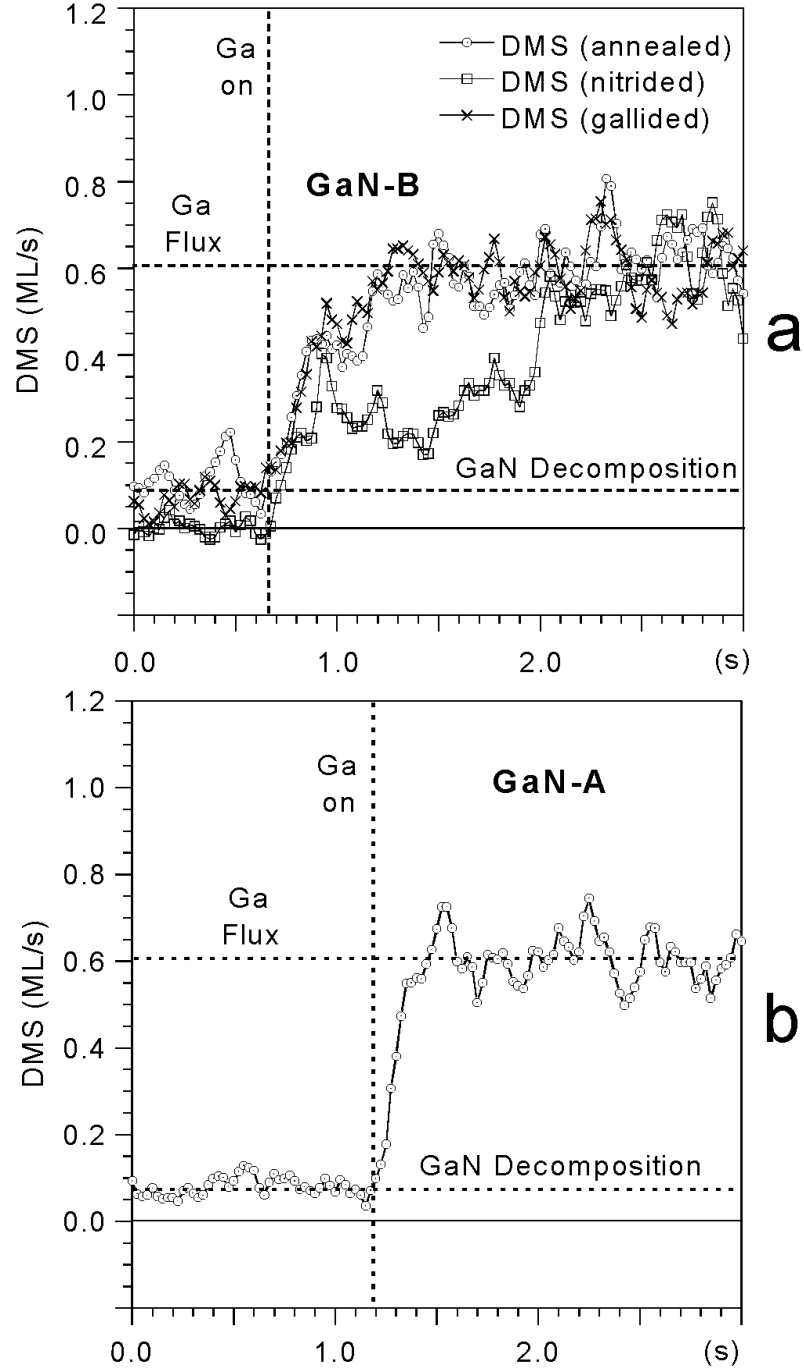 1.2
1.0
0.8
0.6
0.4
0.2
0.0
DMS (ML/s)
Ga
on
DMS (annealed)
DMS (nitrided)
DMS (gallided)
GaN-B
Ga
Flux
GaN Decomposition
0.0
1.0
2.0
(s)
a
1.2
1.0
0.8
0.6
0.4
0.2
0.0
DMS (ML/s)
Ga
on
GaN-A
Ga
Flux
GaN Decomposition
0.0
1.0
2.0
(s)
b